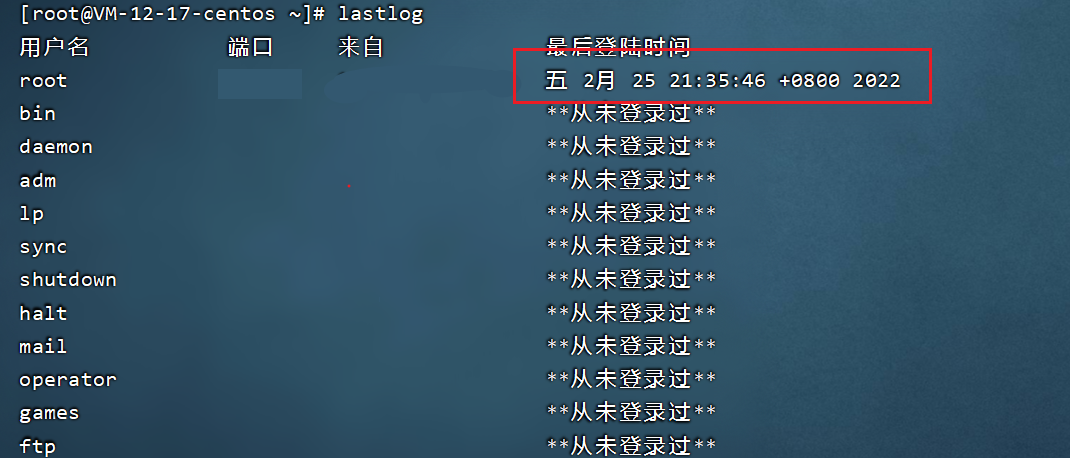 [root@VM-12-17-centos ~]# lastlog
用户名 端口 来自 最后登陆时间
root 五 2月 25 21:35:46 +0800 2022
bin **从未登录过**
daemon **从未登录过**
adm **从未登录过**
lp **从未登录过**
sync **从未登录过**
shutdown **从未登录过**
halt **从未登录过**
mail **从未登录过**
operator **从未登录过**
games **从未登录过**
ftp **从未登录过**